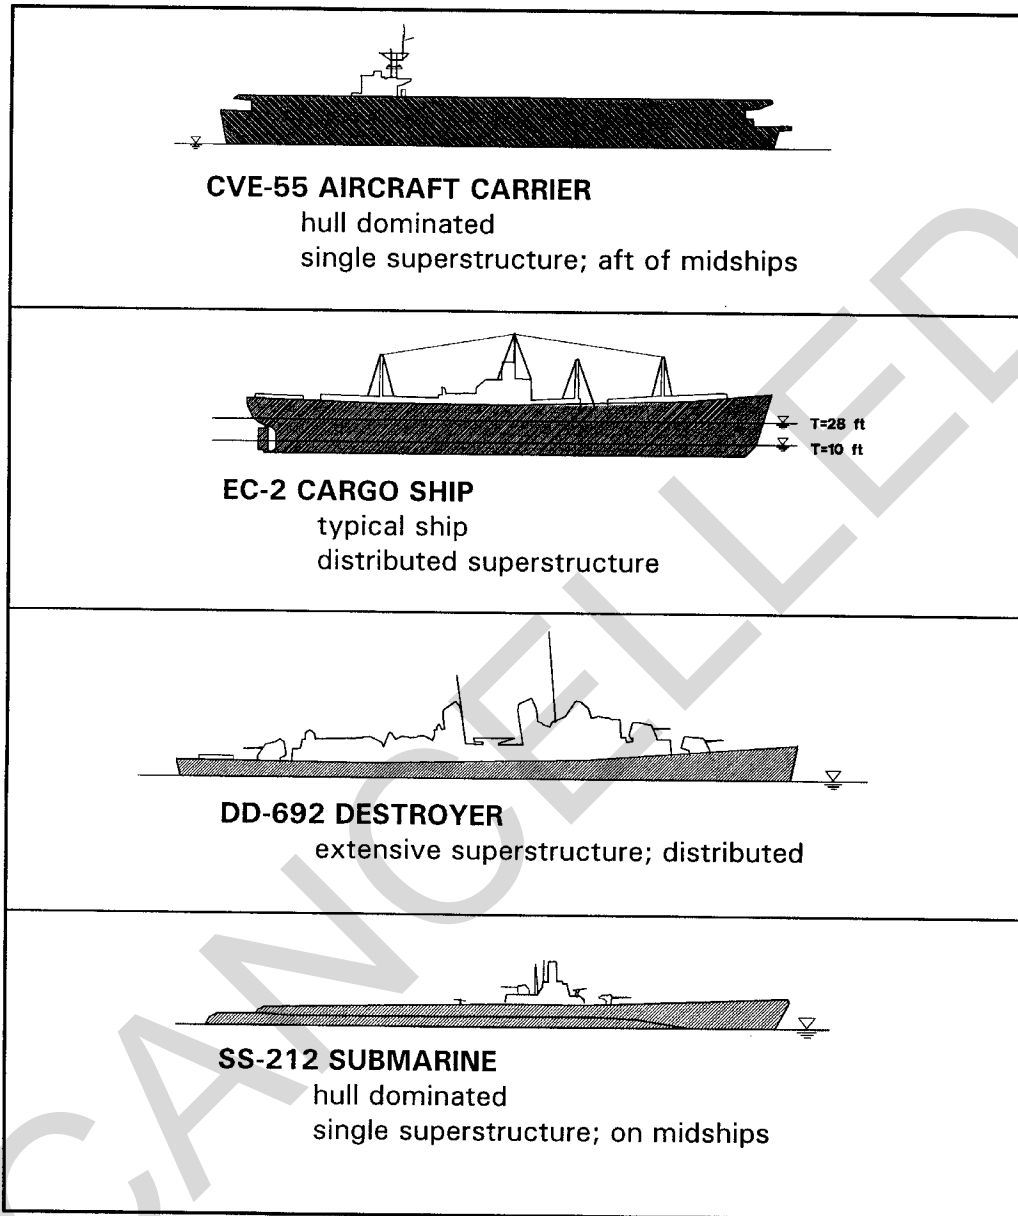 CVE-55 AIRCRAFT CARRIER
hull dominated
single superstructure; aft of midships
T=28 ft
T=10 ft
EC-2 CARGO SHIP
typical ship
distributed superstructure
DD-692 DESTROYER
extensive superstructure; distributed
SS-212 SUBMARINE
hull dominated
single superstructure; on midships
CANCELLED